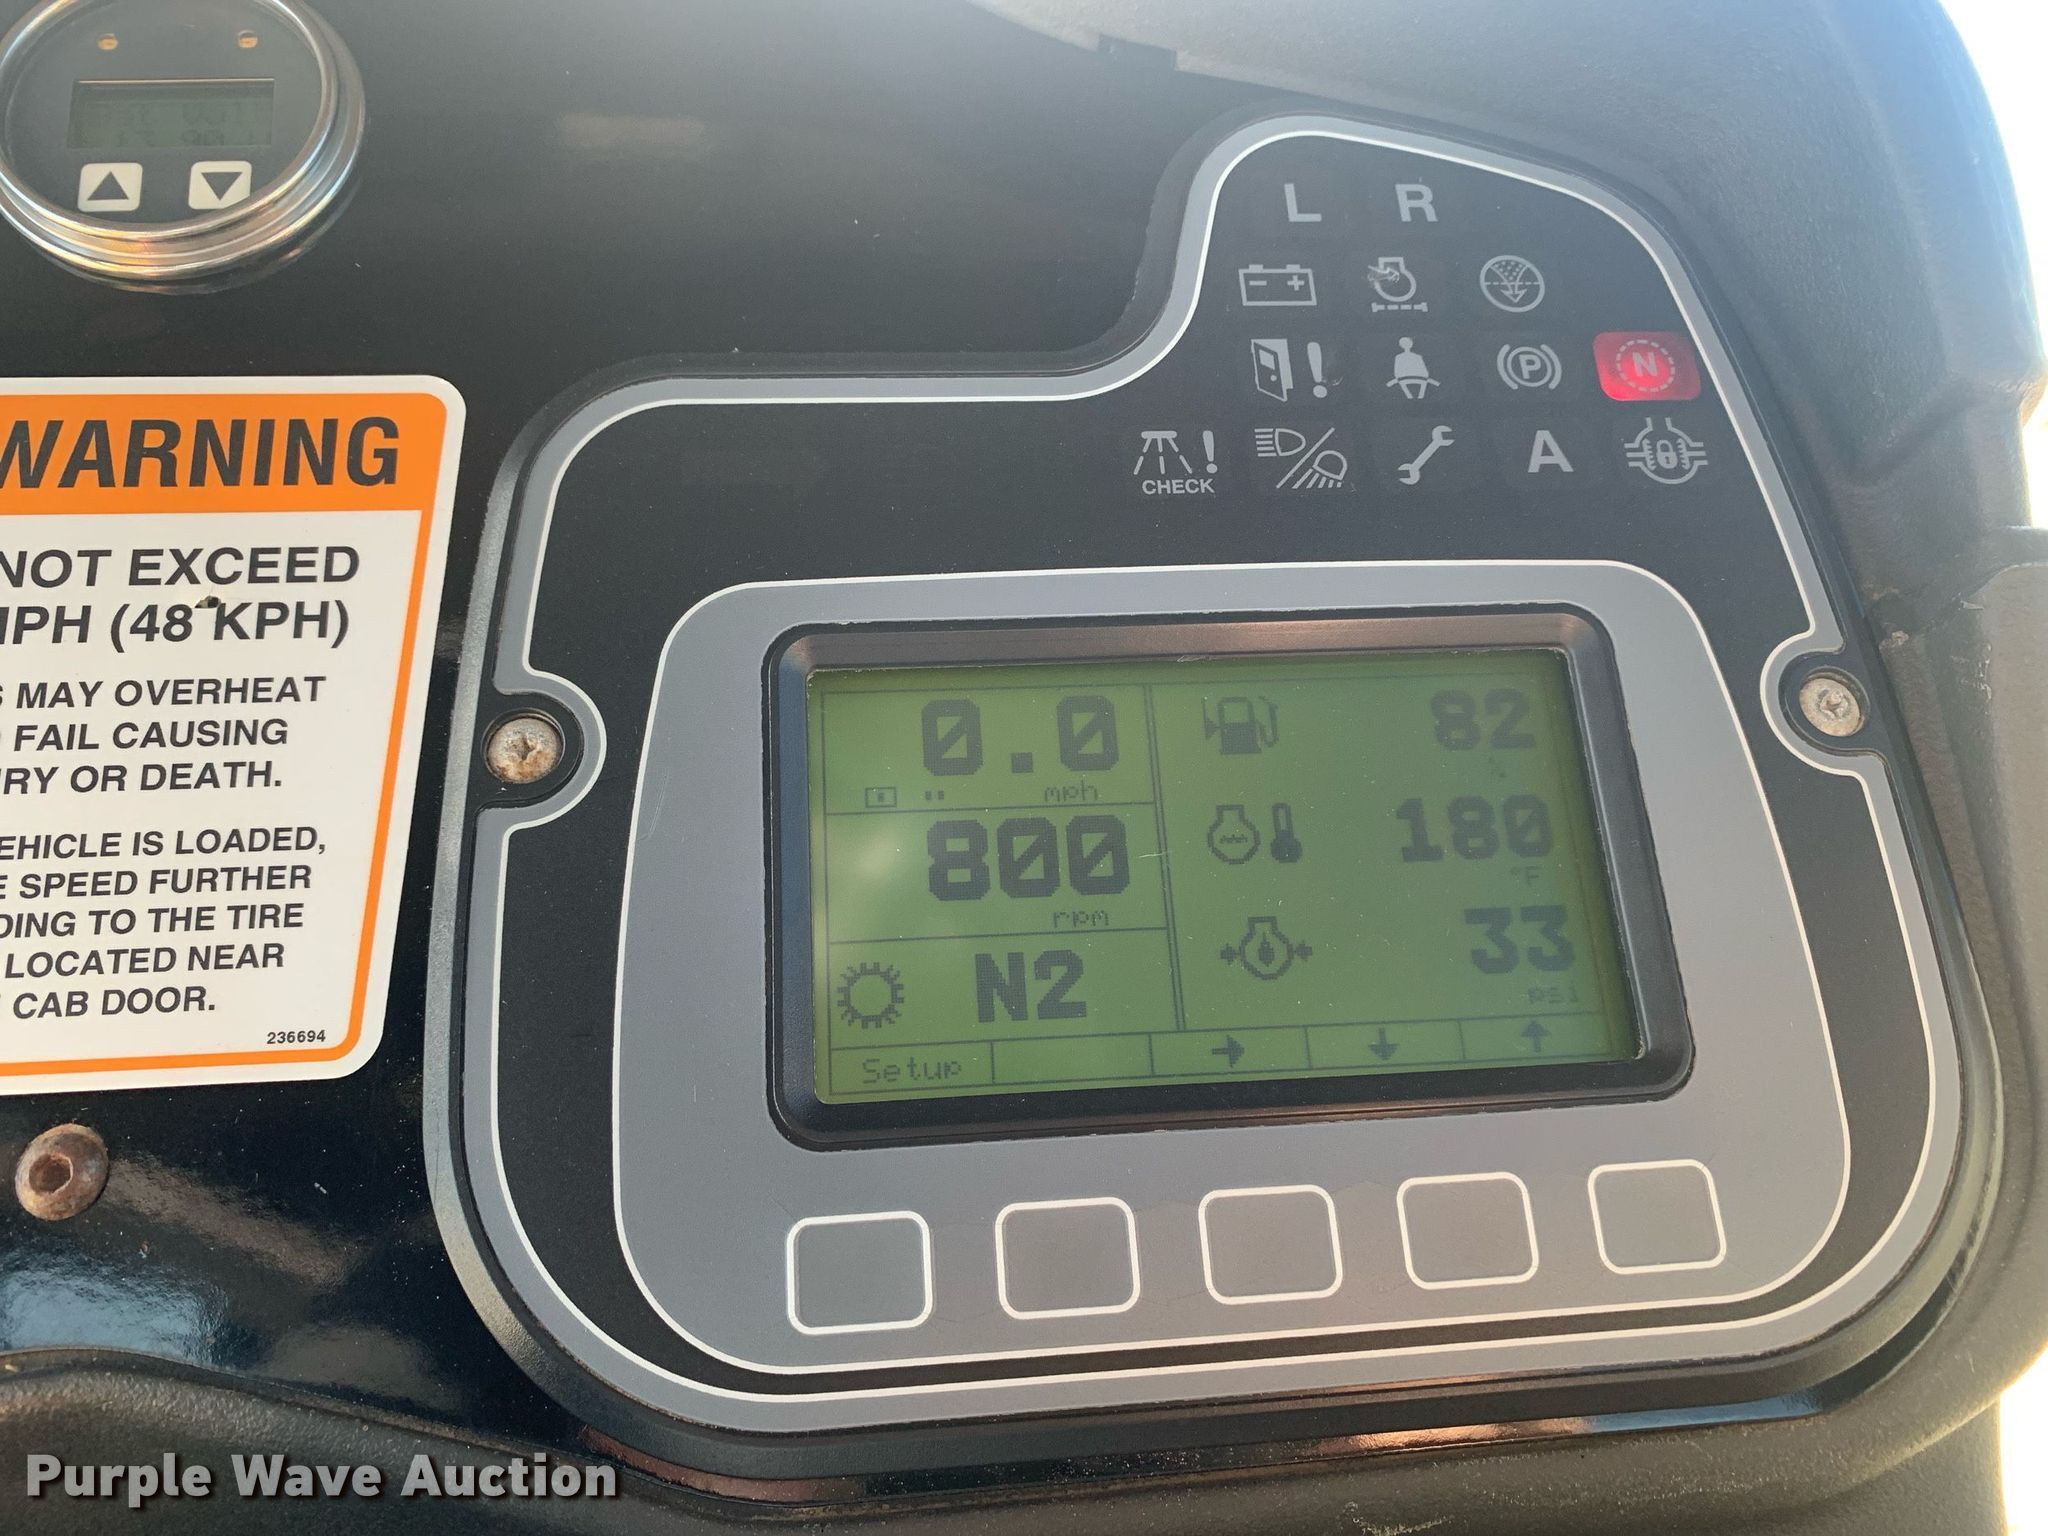 WARNING
NOT EXCEED
MPH (48 KPH)
S MAY OVERHEAT
FAIL CAUSING
RY OR DEATH.
EHICLE IS LOADED,
E SPEED FURTHER
DING TO THE TIRE
LOCATED NEAR
CAB DOOR.
236694
L R
P N
CHECK A
0.0
mph
800
rpm
N2
82
%
180
°F
33
psi
Setup
Purple Wave Auction